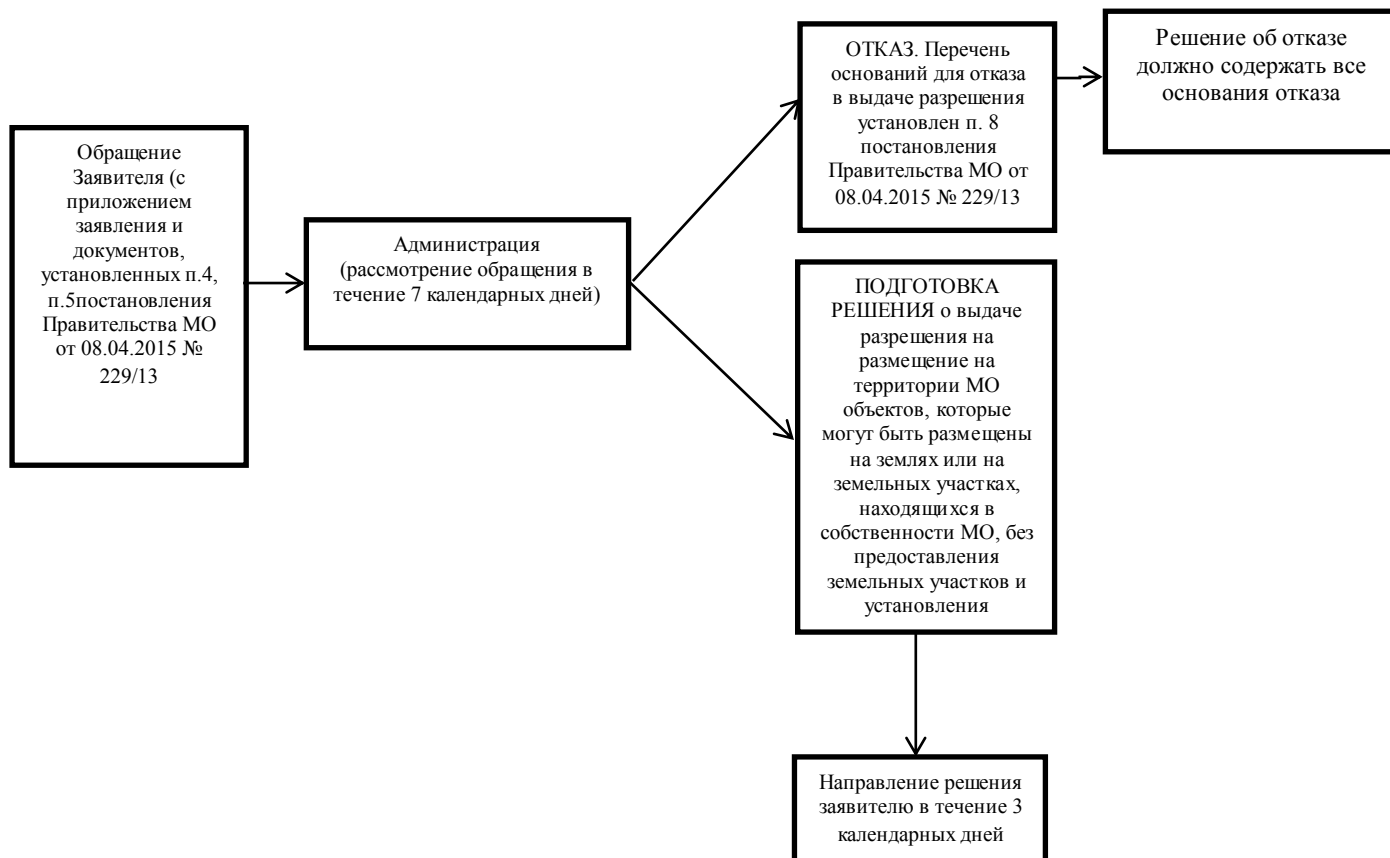 Обращение
Заявителя (с
приложением
заявления и
документов,
установленных п.4,
п.5постановления
Правительства МО
от 08.04.2015 №
229/13
Администрация
(рассмотрение обращения в
течение 7 календарных дней)
ОТКАЗ. Перечень
оснований для отказа
в выдаче разрешения
установлен п. 8
постановления
Правительства МО от
08.04.2015 № 229/13
Решение об отказе
должно содержать все
основания отказа
ПОДГОТОВКА
РЕШЕНИЯ о выдаче
разрешения на
размещение на
территории МО
объектов, которые
могут быть размещены
на землях или на
земельных участках,
находящихся в
собственности МО, без
предоставления
земельных участков и
установления
Направление решения
заявителю в течение 3
календарных дней